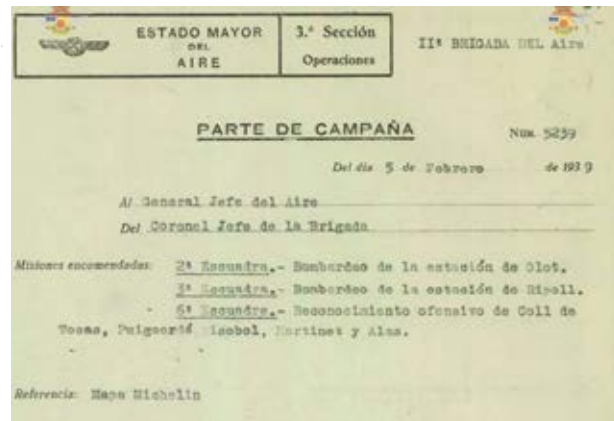 ESTADO MAYOR
DEL
AIRE
3.ª Sección
Operaciones
IIª BRIGADA DEL Aire
PARTE DE CAMPAÑA
Núm. 5239
Del día 5 de Febrero de 1939
Al General Jefe del Aire
Del Coronel Jefe de la Brigada
Misiones encomendadas: 2ª Escuadra.- Bombardeo de la estación de Olot.
3ª Escuadra.- Bombardeo de la estación de Ripoll.
6ª Escuadra.- Reconocimiento ofensivo de Coll de
Tosas, Puigcerdá Isobol, Martinet y Alas.
Referencia: Mapa Michelin